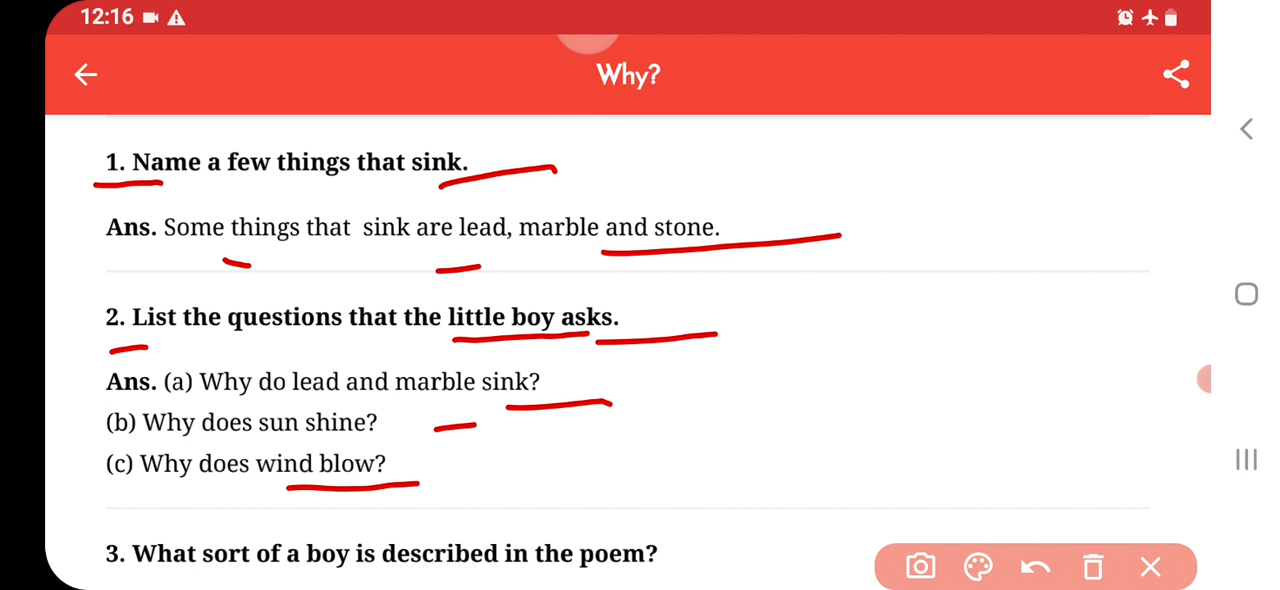 12:16
Why?
1. Name a few things that sink.
Ans. Some things that sink are lead, marble and stone.
2. List the questions that the little boy asks.
Ans. (a) Why do lead and marble sink?
(b) Why does sun shine?
(c) Why does wind blow?
3. What sort of a boy is described in the poem?